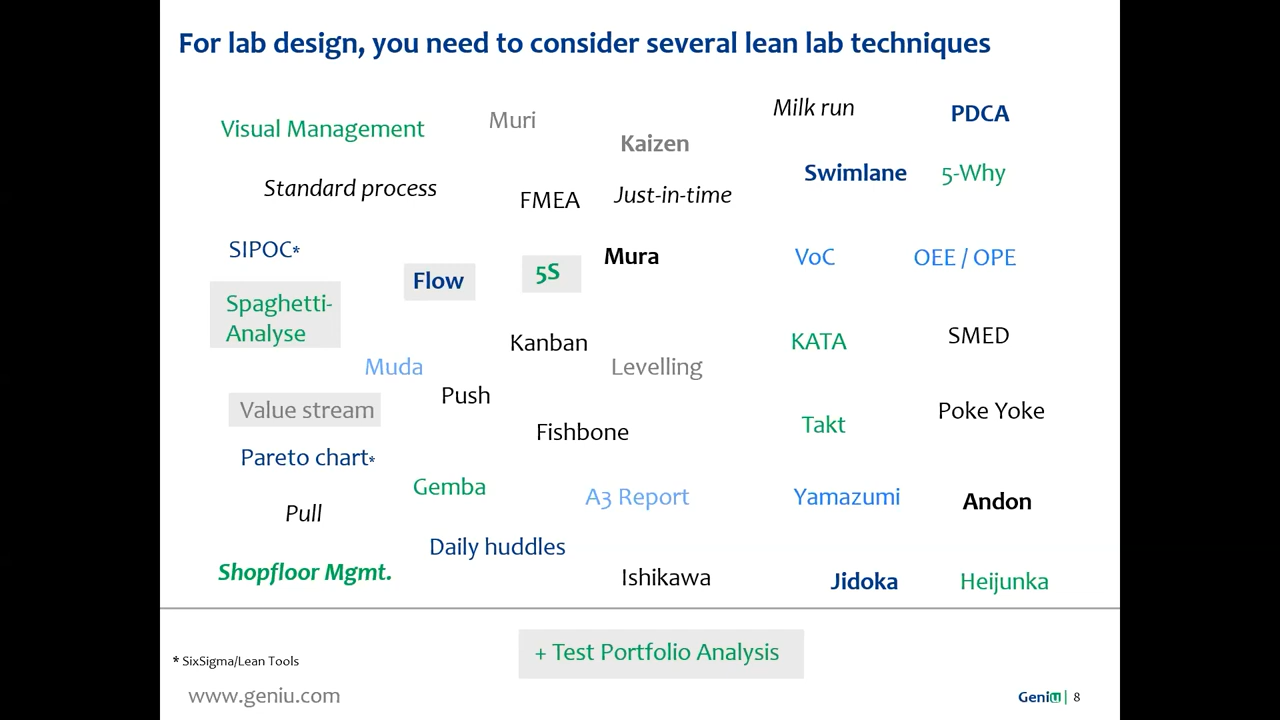 For lab design, you need to consider several lean lab techniques
Milk run
PDCA
Visual Management
Muri
Kaizen
Swimlane
5-Why
Standard process
FMEA
Just-in-time
SIPOC*
Mura
VoC
OEE / OPE
Flow
5S
Spaghetti-
Analyse
Kanban
KATA
SMED
Muda
Levelling
Push
Value stream
Poke Yoke
Fishbone
Takt
Pareto chart*
Gemba
A3 Report
Yamazumi
Andon
Pull
Daily huddles
Shopfloor Mgmt.
Ishikawa
Jidoka
Heijunka
+ Test Portfolio Analysis
* SixSigma/Lean Tools
www.geniu.com
Geniu | 8